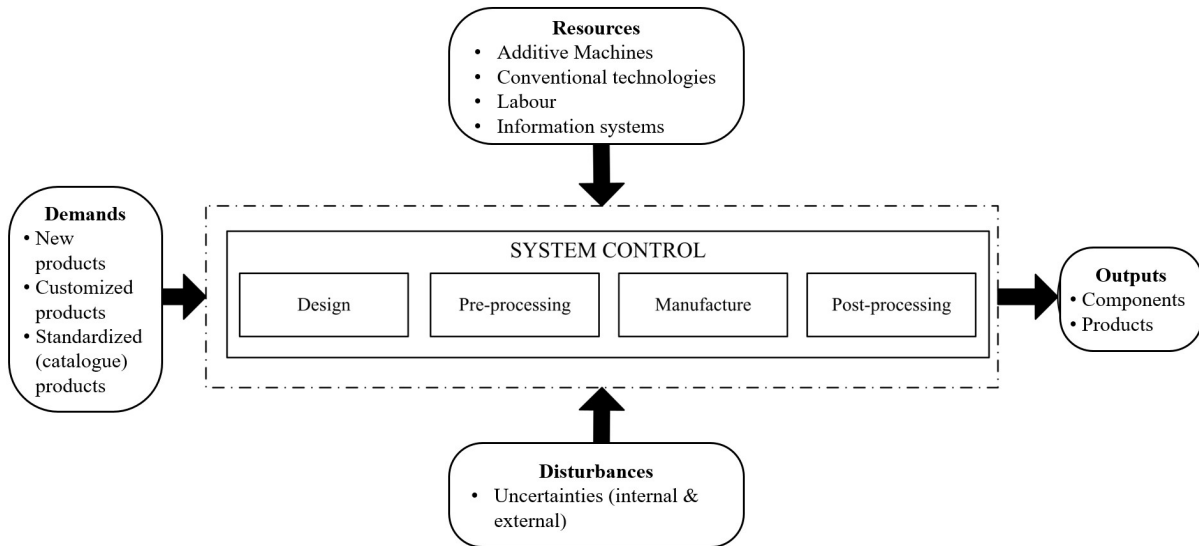 Resources
• Additive Machines
• Conventional technologies
• Labour
• Information systems
Demands
• New
products
• Customized
products
• Standardized
(catalogue)
products
SYSTEM CONTROL
Design
Pre-processing
Manufacture
Post-processing
Outputs
• Components
• Products
Disturbances
• Uncertainties (internal &
external)